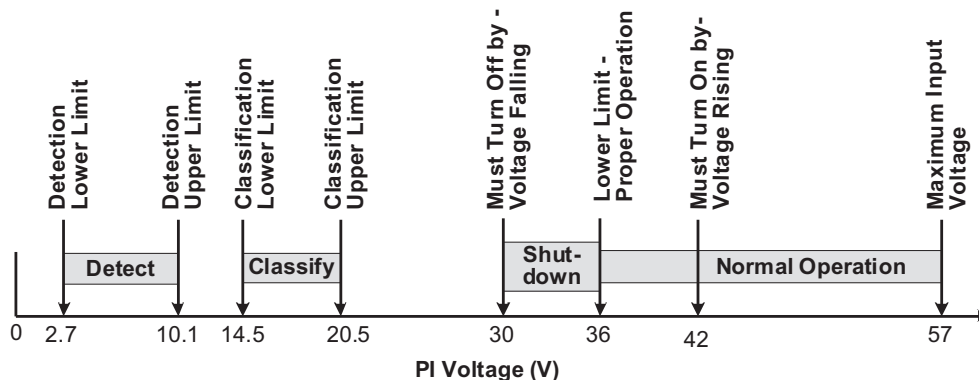 Detection
Lower Limit
Detection
Upper Limit
Classification
Lower Limit
Classification
Upper Limit
Must Turn Off by -
Voltage Falling
Lower Limit -
Proper Operation
Must Turn On by-
Voltage Rising
Maximum Input
Voltage
Detect
Classify
Shut-
down
Normal Operation
0
2.7
10.1
14.5
20.5
30
36
42
57
PI Voltage (V)